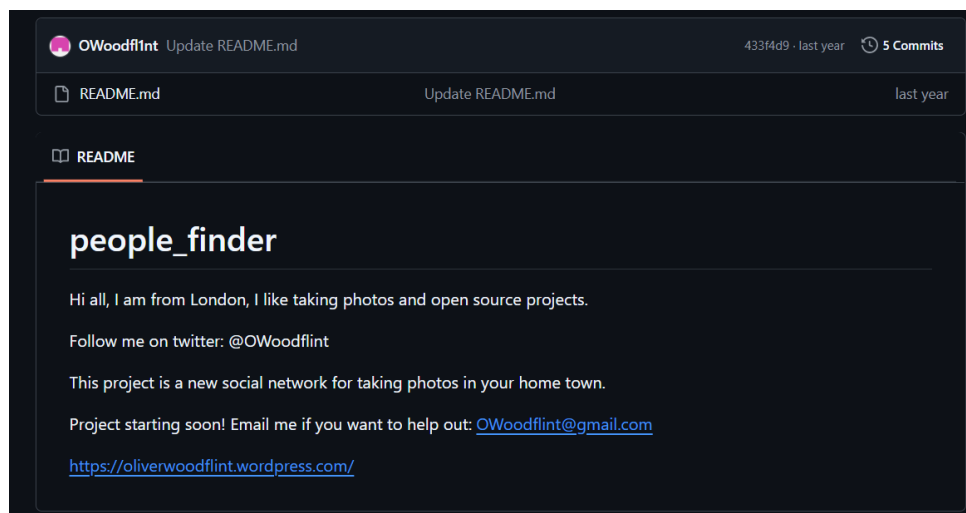 OWoodfl1nt Update README.md 433f4d9 · last year 5 Commits
README.md Update README.md last year
README
people_finder
Hi all, I am from London, I like taking photos and open source projects.
Follow me on twitter: @OWoodflint
This project is a new social network for taking photos in your home town.
Project starting soon! Email me if you want to help out: OWoodflint@gmail.com
https://oliverwoodflint.wordpress.com/